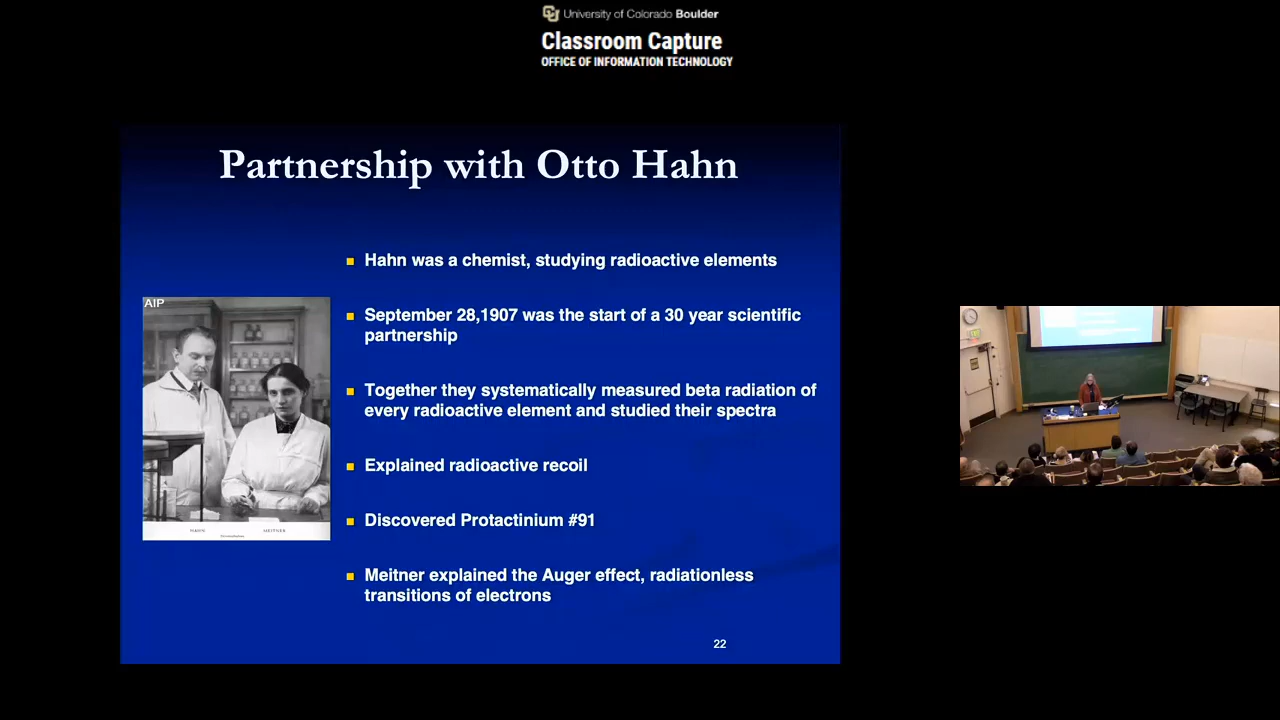 University of Colorado Boulder
Classroom Capture
OFFICE OF INFORMATION TECHNOLOGY
Partnership with Otto Hahn
Hahn was a chemist, studying radioactive elements
September 28,1907 was the start of a 30 year scientific
partnership
Together they systematically measured beta radiation of
every radioactive element and studied their spectra
Explained radioactive recoil
Discovered Protactinium #91
Meitner explained the Auger effect, radiationless
transitions of electrons
AIP
HAHN
MEITNER
22